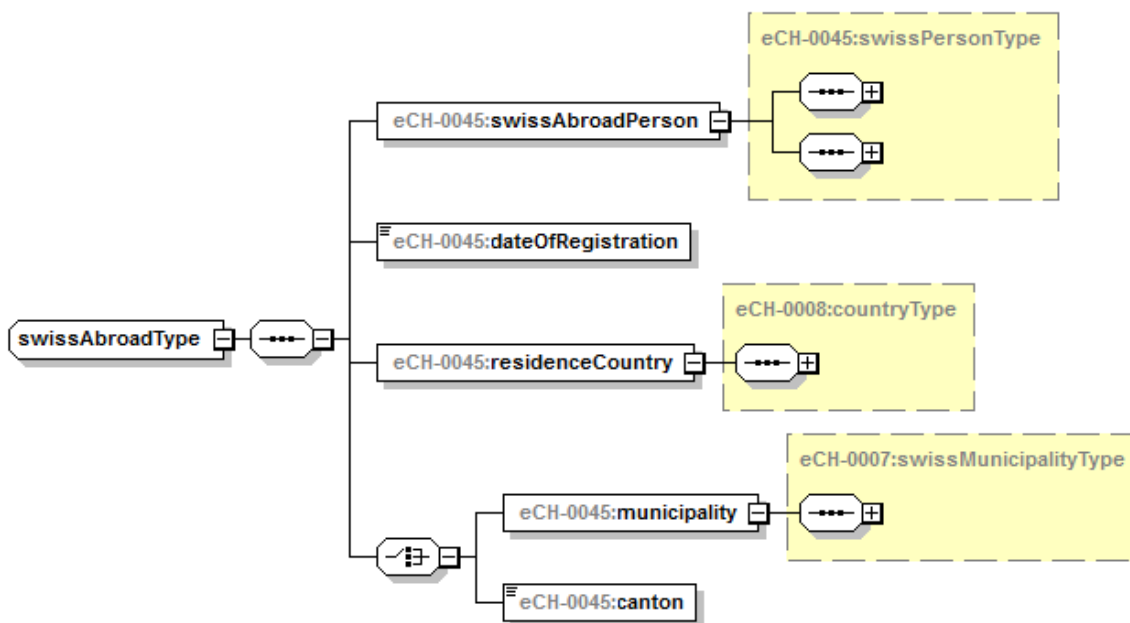 eCH-0045:swissPersonType
eCH-0045:swissAbroadPerson
eCH-0045:dateOfRegistration
eCH-0008:countryType
swissAbroadType
eCH-0045:residenceCountry
eCH-0007:swissMunicipalityType
eCH-0045:municipality
eCH-0045:canton